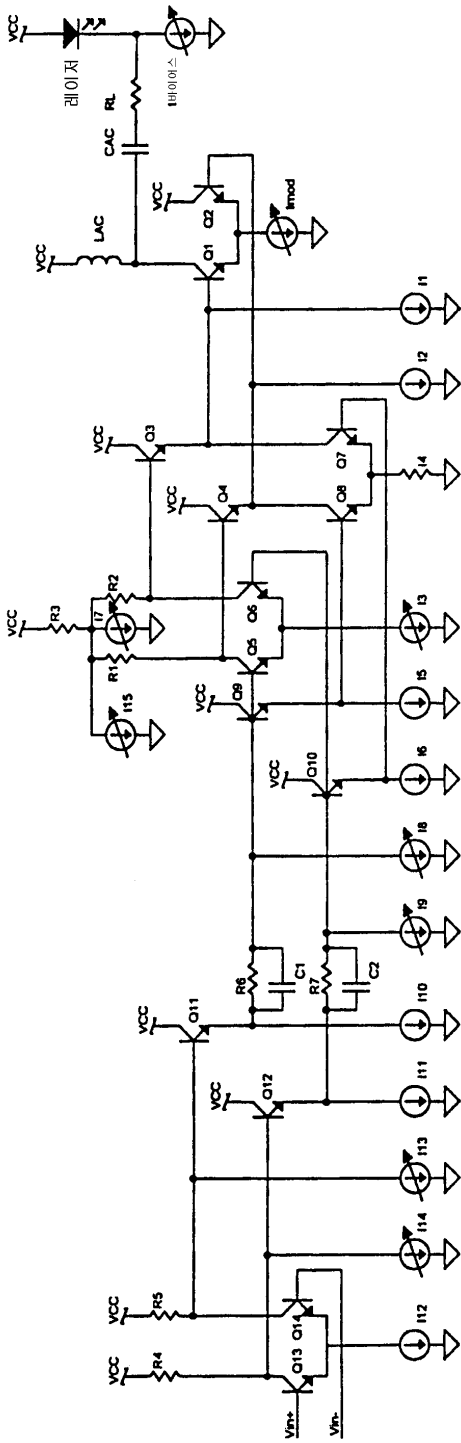 VCC
레이저
I바이어스
RL
CAC
LAC
VCC
VCC
Q2
Q1
Imod
I1
I2
VCC
Q3
Q7
VCC
Q4
Q8
I4
VCC
R3
R2
I7
R1
I15
Q6
Q5
I3
VCC
Q9
I5
VCC
Q10
I6
I8
I9
R6
C1
R7
C2
VCC
Q11
I10
VCC
Q12
I11
I13
I14
VCC
R5
VCC
R4
Q14
Q13
I12
Vin+
Vin-